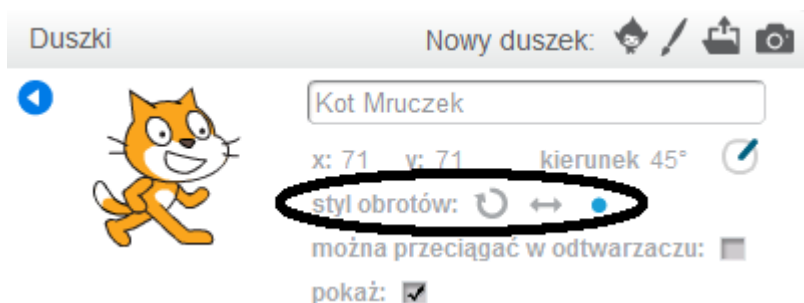 Duszki Nowy duszek:
Kot Mruczek
x: 71 y: 71 kierunek 45°
styl obrotów:
można przeciągać w odtwarzaczu:
pokaż: